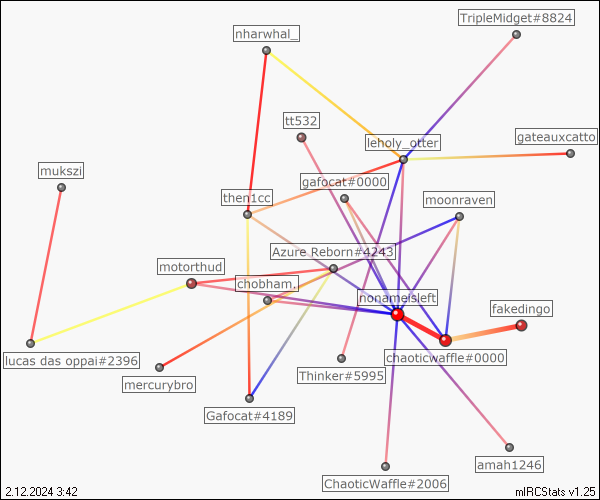 TripleMidget#8824
nharwhal_
tt532
leholy_otter
gateauxcatto
mukszi
gafocat#0000
then1cc
moonraven
Azure Reborn#4243
motorthud
chobham.
nonameisleft
fakedingo
lucas das oppai#2396
chaoticwaffle#0000
mercurybro
Thinker#5995
Gafocat#4189
amah1246
ChaoticWaffle#2006
2.12.2024 3:42
mIRCStats v1.25